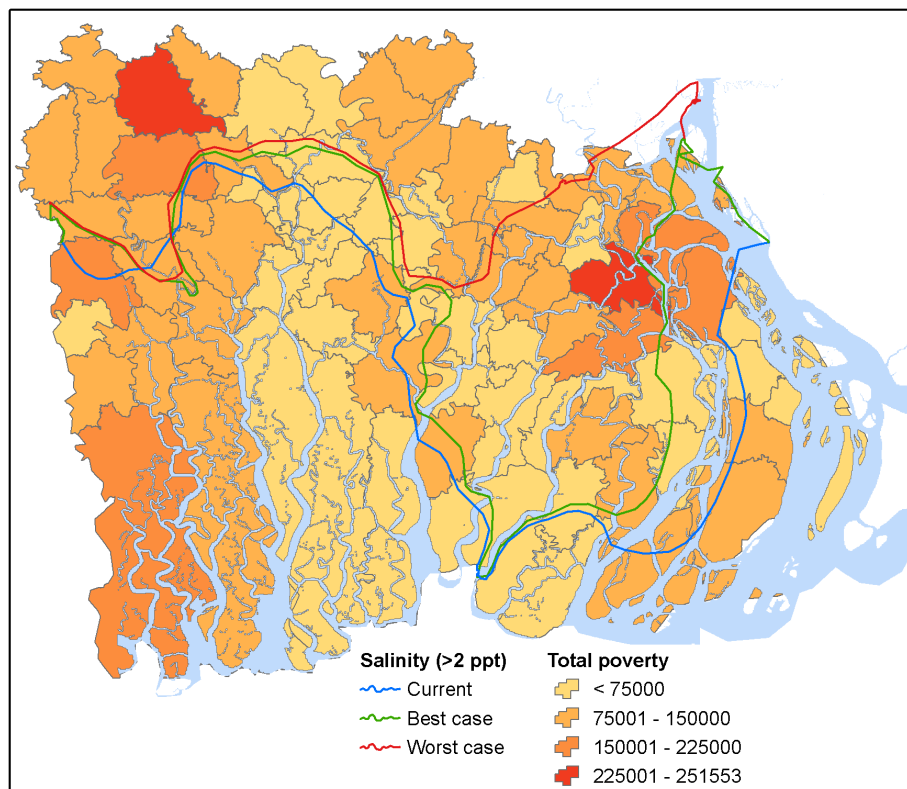 Salinity (>2 ppt)
Current
Best case
Worst case
Total poverty
< 75000
75001 - 150000
150001 - 225000
225001 - 251553